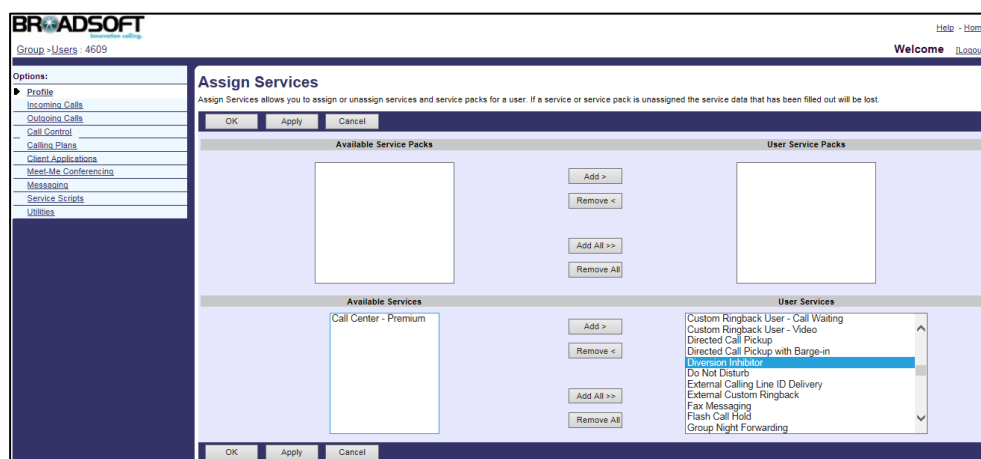 BROADSOFT
innovation calling.
Help - Hom
Group >Users : 4609
Welcome [Logou
Options:
Profile
Incoming Calls
Outgoing Calls
Call Control
Calling Plans
Client Applications
Meet-Me Conferencing
Messaging
Service Scripts
Utilities
Assign Services
Assign Services allows you to assign or unassign services and service packs for a user. If a service or service pack is unassigned the service data that has been filled out will be lost.
OK Apply Cancel
Available Service Packs User Service Packs
Add >
Remove <
Add All >>
Remove All
Available Services User Services
Call Center - Premium
Add >
Remove <
Add All >>
Remove All
Custom Ringback User - Call Waiting
Custom Ringback User - Video
Directed Call Pickup
Directed Call Pickup with Barge-in
Diversion Inhibitor
Do Not Disturb
External Calling Line ID Delivery
External Custom Ringback
Fax Messaging
Flash Call Hold
Group Night Forwarding
OK Apply Cancel